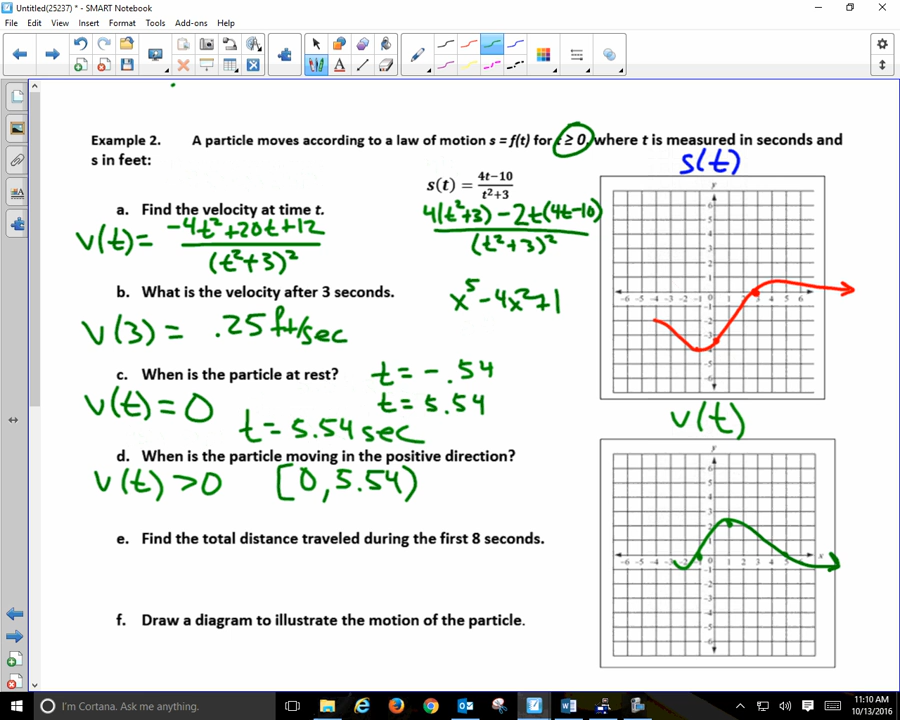 Untitled(25237) * - SMART Notebook
File Edit View Insert Format Tools Add-ons Help
Example 2. A particle moves according to a law of motion s = f(t) for t ≥ 0, where t is measured in seconds and
s in feet:
s(t)
s(t) = 4t−10 / t²+3
a. Find the velocity at time t.
4(t²+3) − 2t(4t−10) / (t²+3)²
v(t) = −4t²+20t+12 / (t²+3)²
b. What is the velocity after 3 seconds.
x⁵ − 4x² + 1
v(3) = .25 ft/sec
c. When is the particle at rest?
t = −.54
t = 5.54
v(t) = 0
t = 5.54 sec
v(t)
d. When is the particle moving in the positive direction?
v(t) > 0 [0, 5.54)
e. Find the total distance traveled during the first 8 seconds.
f. Draw a diagram to illustrate the motion of the particle.
I'm Cortana. Ask me anything.
11:10 AM
10/13/2016